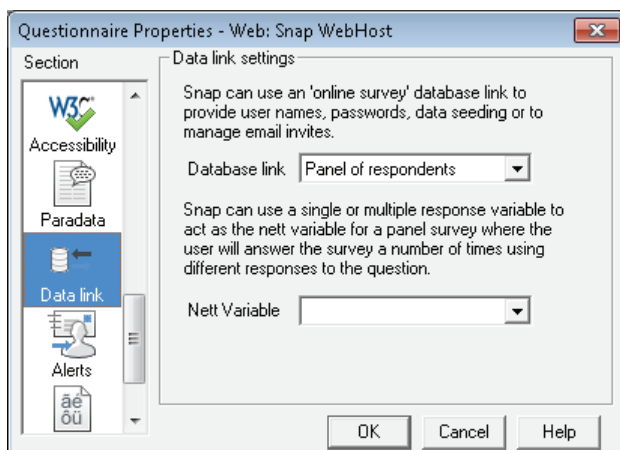 Questionnaire Properties - Web: Snap WebHost
Section
W3C
Accessibility
Paradata
Data link
Alerts
ãé
ôü
Data link settings
Snap can use an 'online survey' database link to
provide user names, passwords, data seeding or to
manage email invites.
Database link Panel of respondents
Snap can use a single or multiple response variable to
act as the nett variable for a panel survey where the
user will answer the survey a number of times using
different responses to the question.
Nett Variable
OK Cancel Help